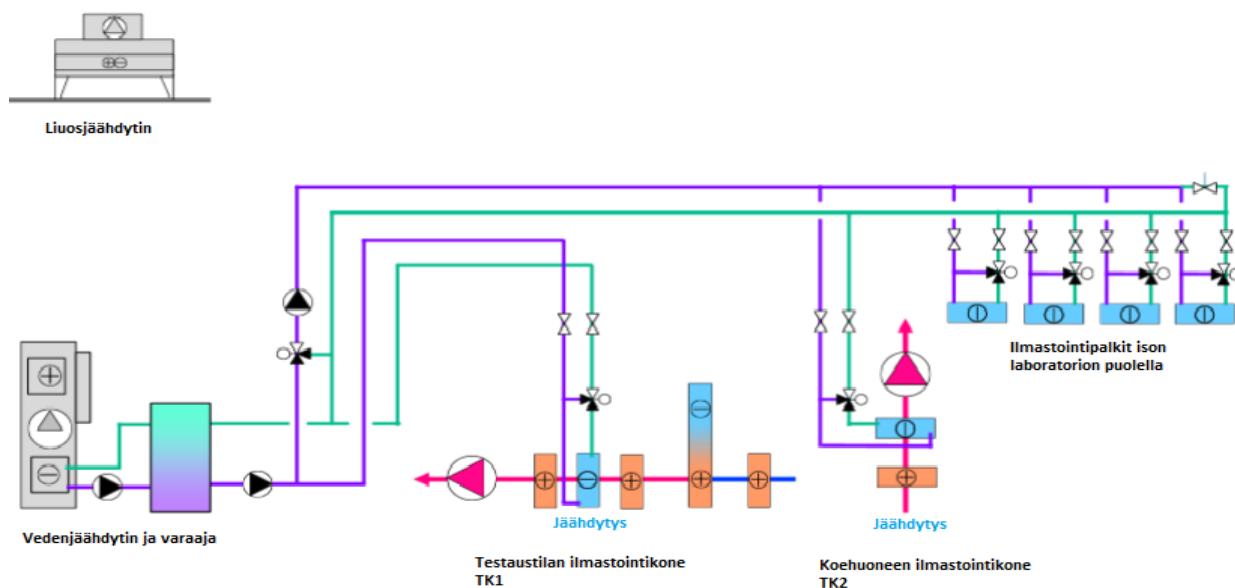 Liuosjäähdytin
Ilmastointipalkit ison
laboratorion puolella
Vedenjäähdytin ja varaaja
Jäähdytys
Jäähdytys
Testaustilan ilmastointikone
TK1
Koehuoneen ilmastointikone
TK2